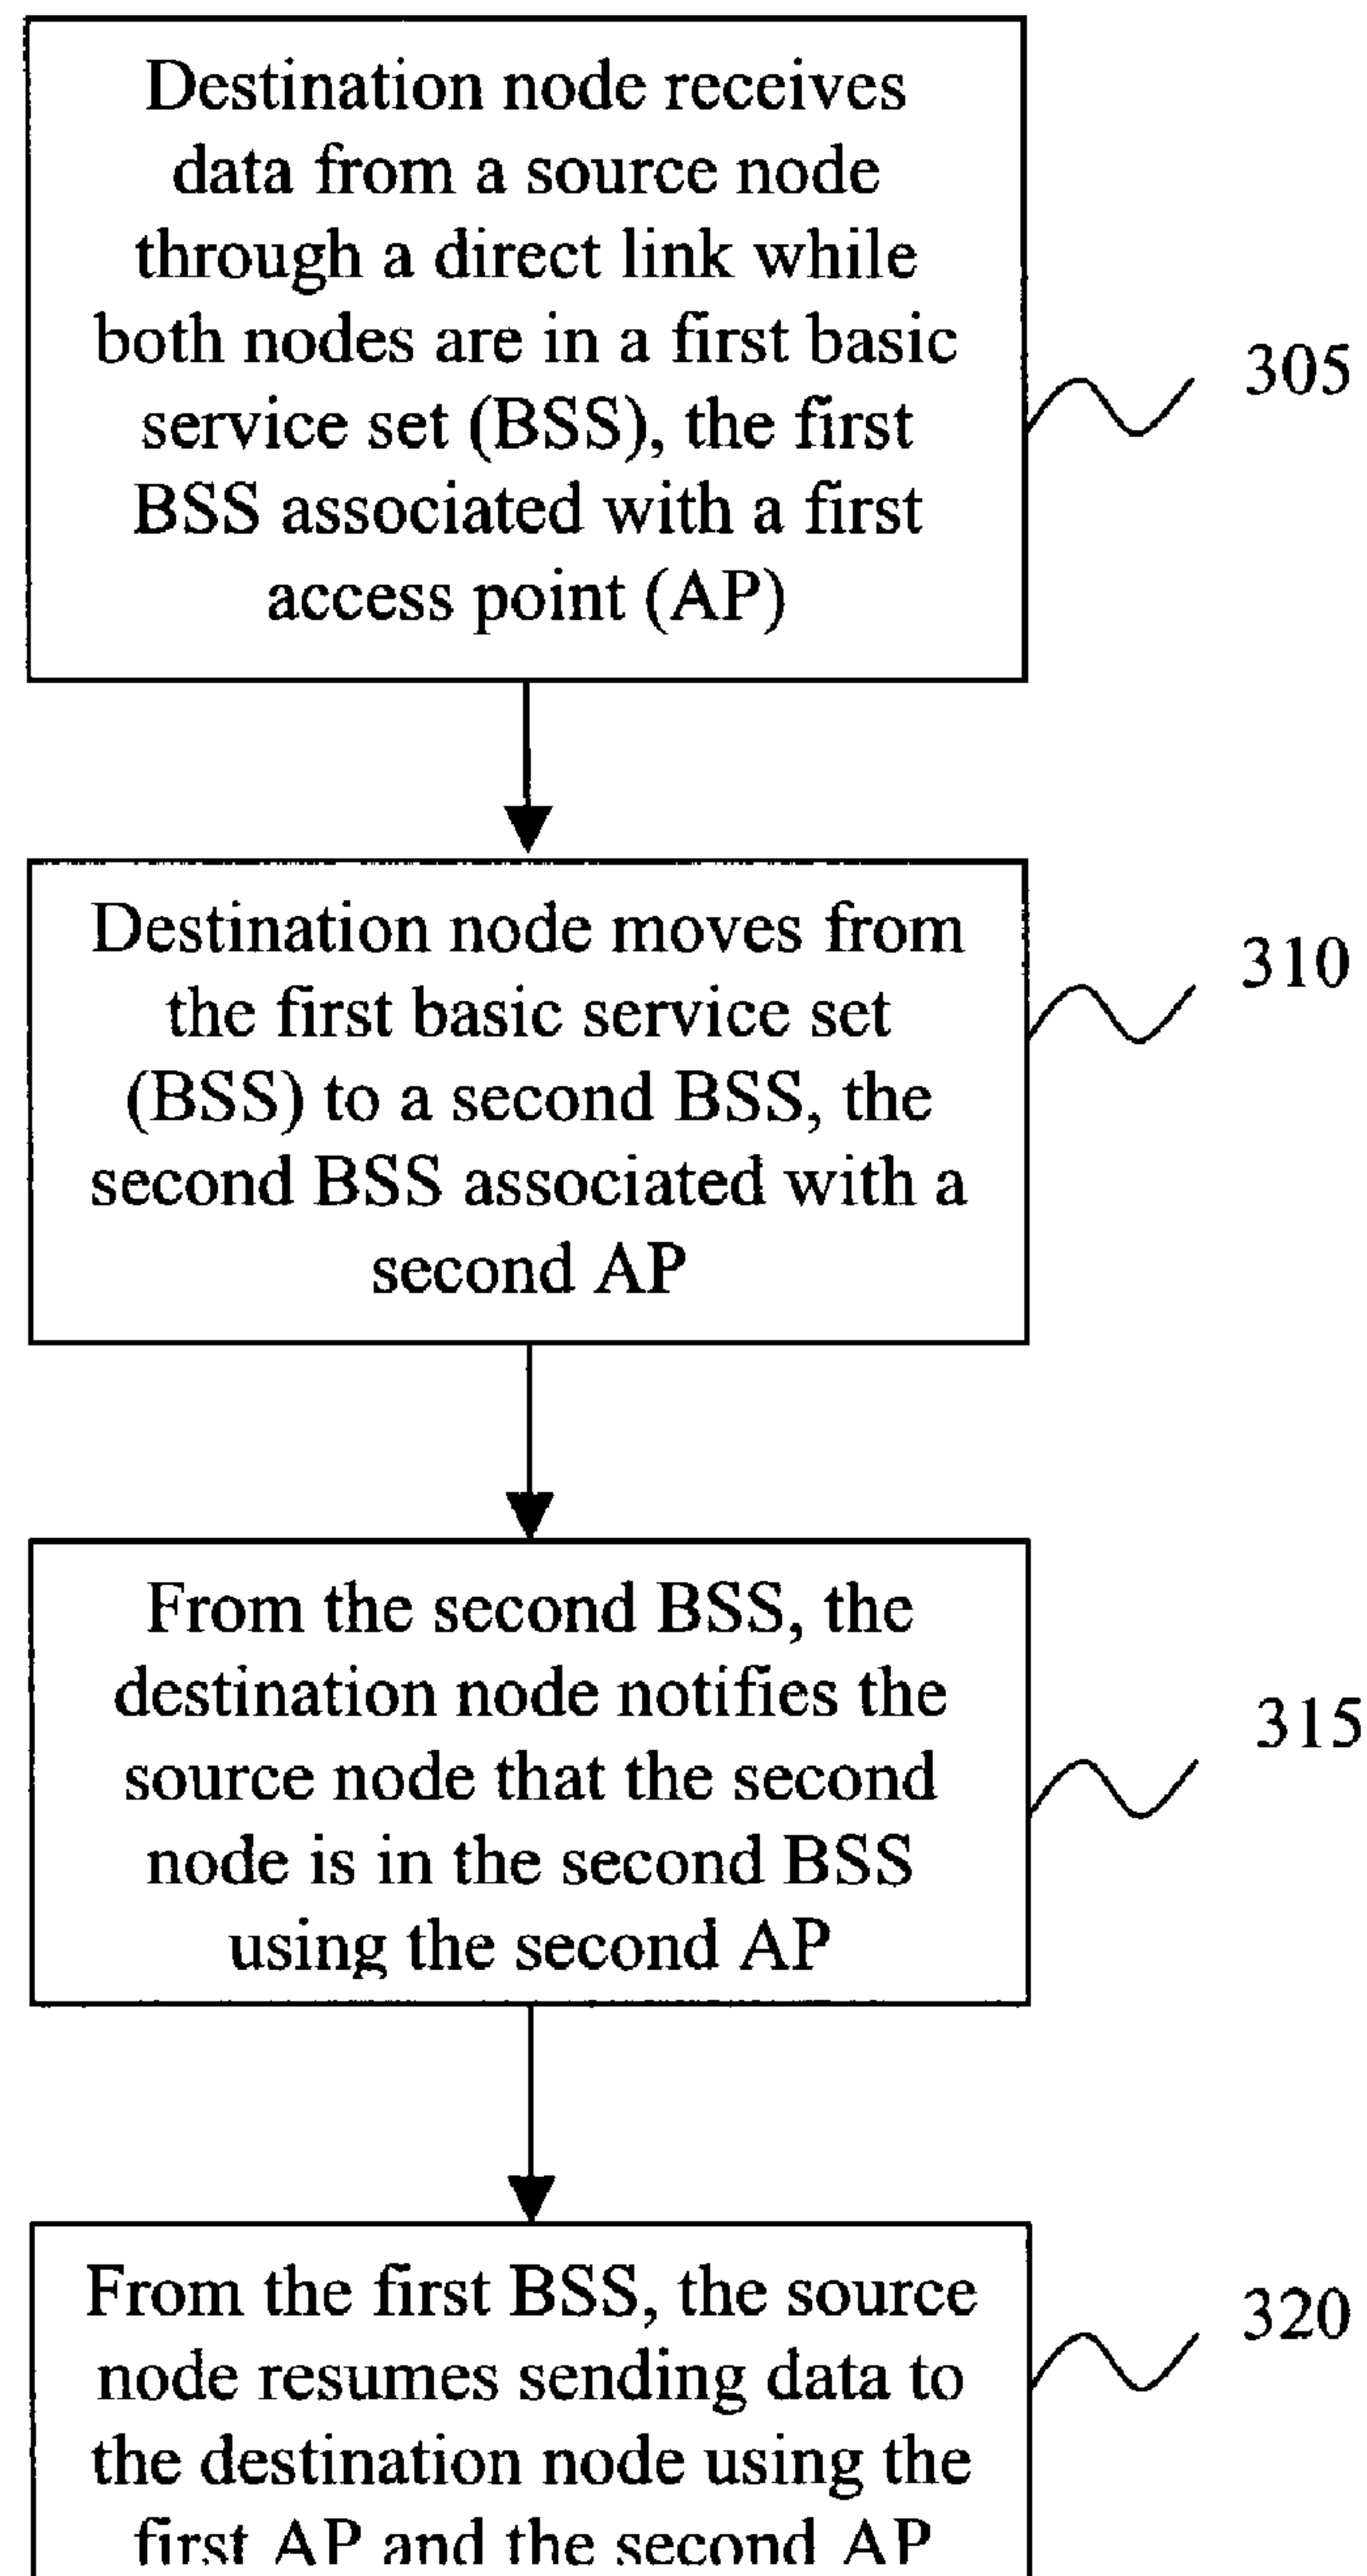 Destination node receives
data from a source node
through a direct link while
both nodes are in a first basic
service set (BSS), the first
BSS associated with a first
access point (AP)
305
Destination node moves from
the first basic service set
(BSS) to a second BSS, the
second BSS associated with a
second AP
310
From the second BSS, the
destination node notifies the
source node that the second
node is in the second BSS
using the second AP
315
From the first BSS, the source
node resumes sending data to
the destination node using the
first AP and the second AP
320